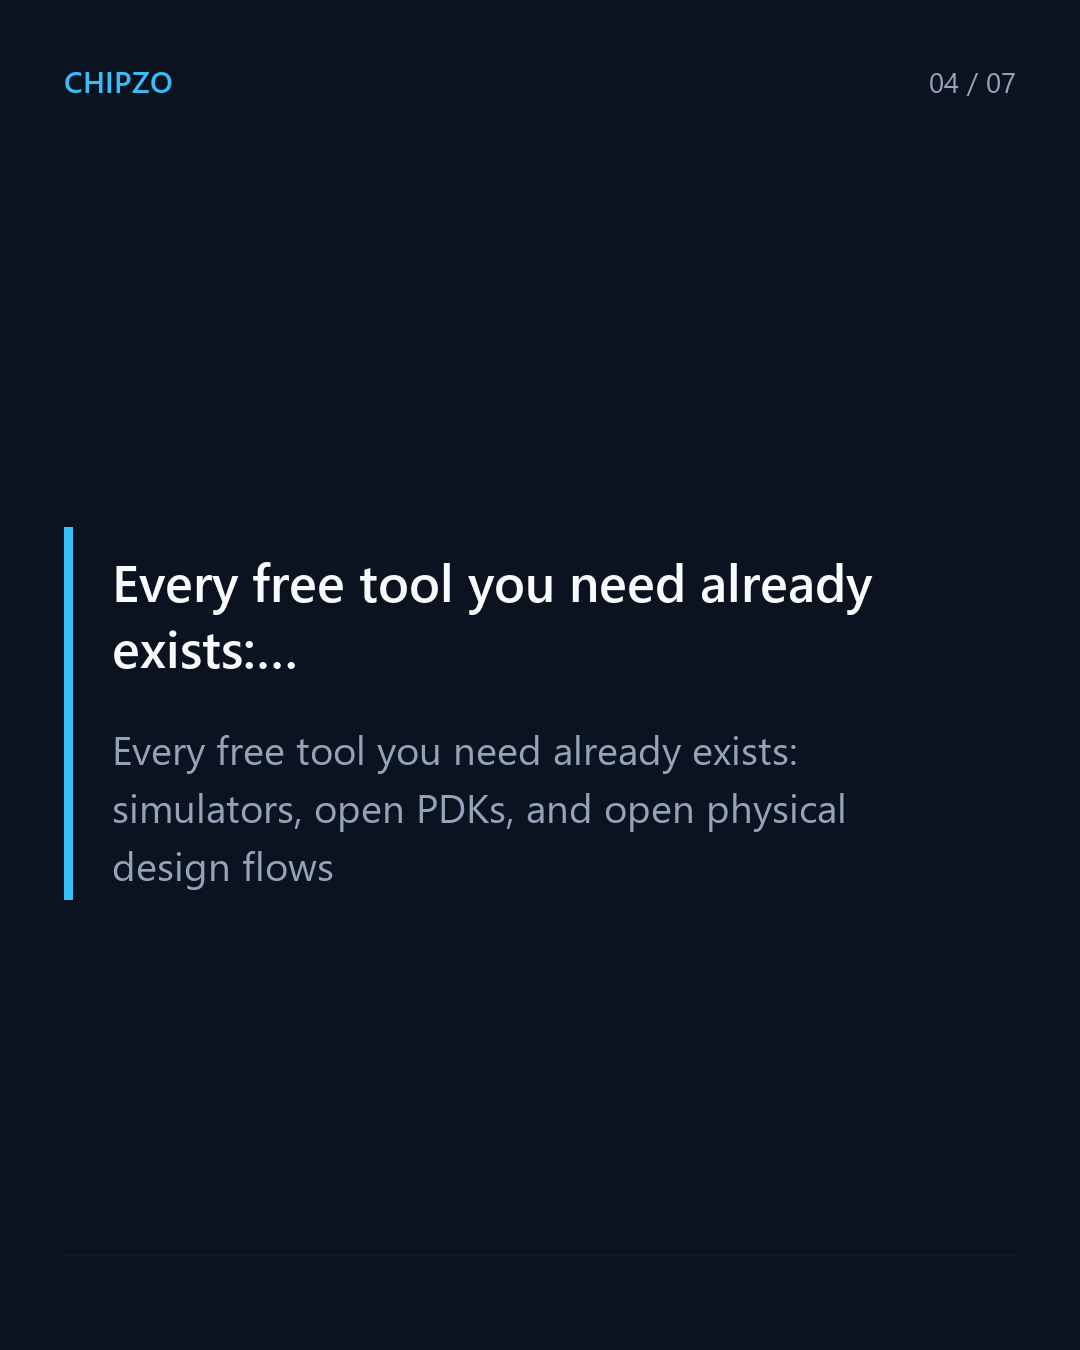 CHIPZO
04 / 07
Every free tool you need already
exists:...
Every free tool you need already exists:
simulators, open PDKs, and open physical
design flows